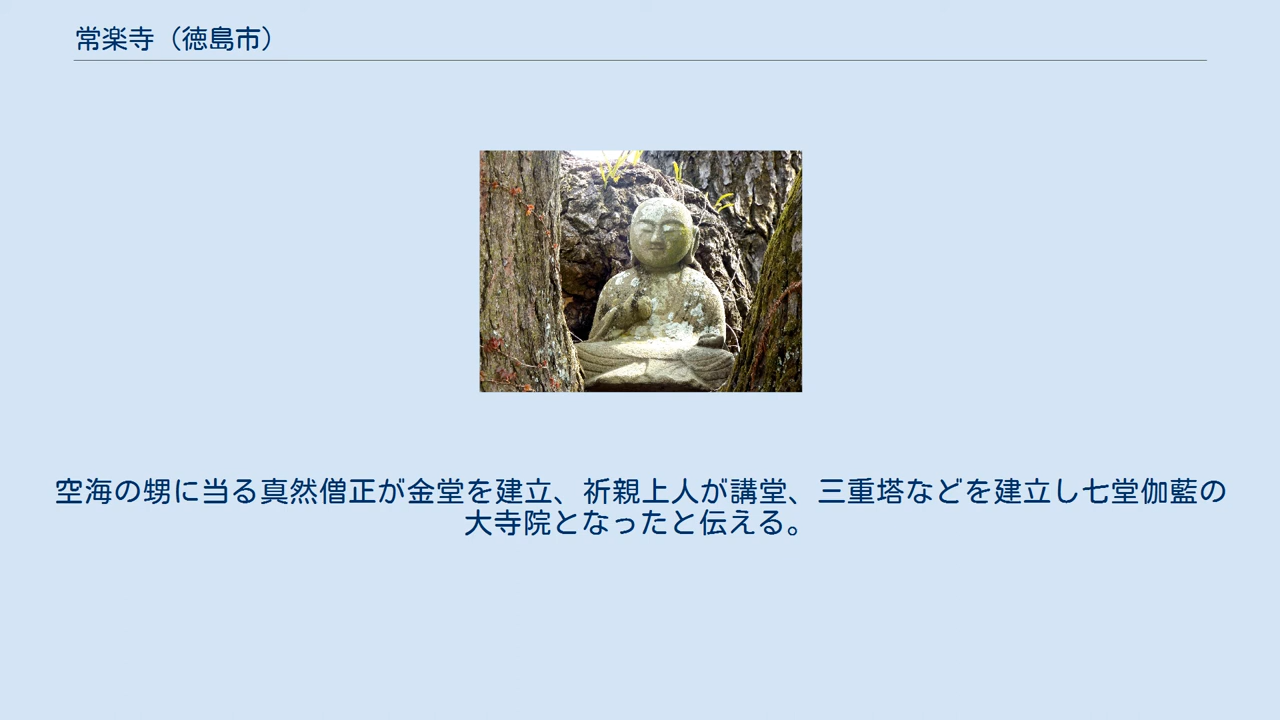 常楽寺（徳島市）
空海の甥に当る真然僧正が金堂を建立、祈親上人が講堂、三重塔などを建立し七堂伽藍の
大寺院となったと伝える。